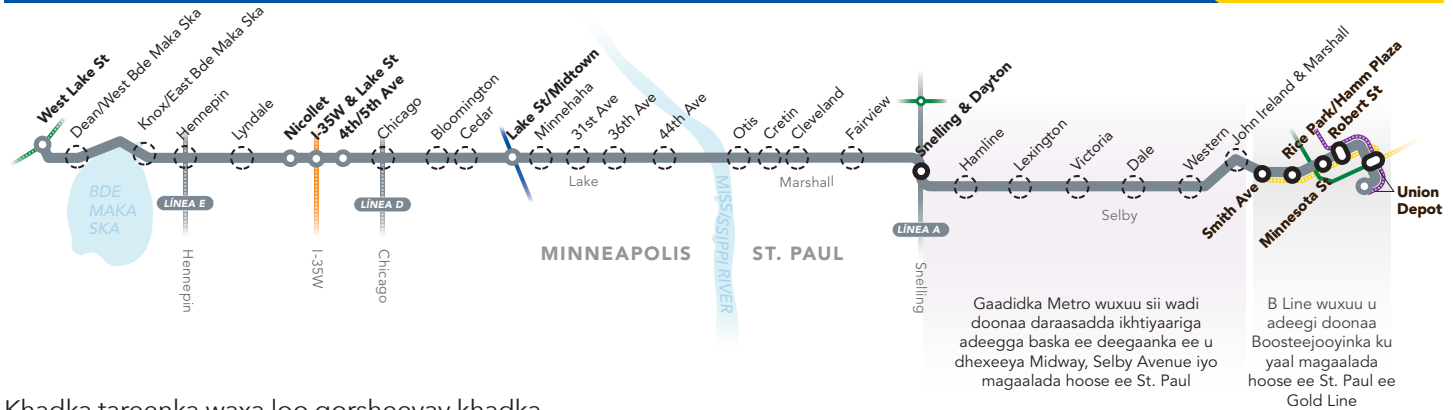 West Lake St
Dean/West Bde Maka Ska
Knox/East Bde Maka Ska
Hennepin
Lyndale
Nicollet
I-35W & Lake St
4th/5th Ave
Chicago
Bloomington
Cedar
Lake St/Midtown
Minnehaha
31st Ave
36th Ave
44th Ave
Otis
Cretin
Cleveland
Fairview
Snelling & Dayton
Hamline
Lexington
Victoria
Dale
Western
John Ireland & Marshall
Smith Ave
Rice Park/Hamm Plaza
Minnesota St
Robert St
Union
Depot
BDE
MAKA
SKA
LÍNEA E
Hennepin
I-35W
LÍNEA D
Chicago
Lake
MINNEAPOLIS
MISSISSIPPI RIVER
ST. PAUL
Marshall
LÍNEA A
Snelling
Selby
Gaadidka Metro wuxuu sii wadi
doonaa daraasadda ikhtiyaariga
adeegga baska ee deegaanka ee u
dhexeeya Midway, Selby Avenue iyo
magaalada hoose ee St. Paul
B Line wuxuu u
adeegi doonaa
Boosteejooyinka ku
yaal magaalada
hoose ee St. Paul ee
Gold Line